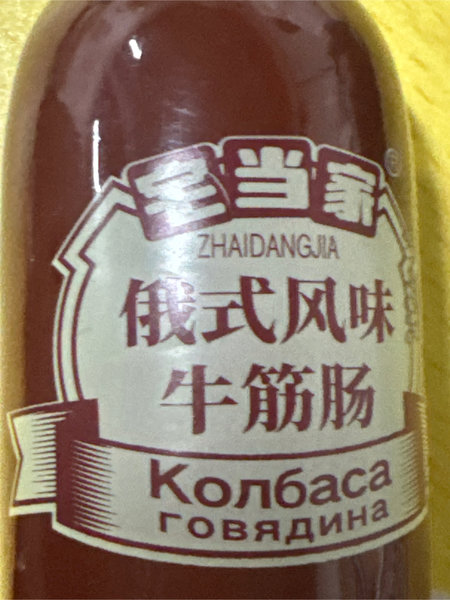 宅当家
®
ZHAIDANGJIA
俄式风味
牛筋肠
Колбаса
говядина